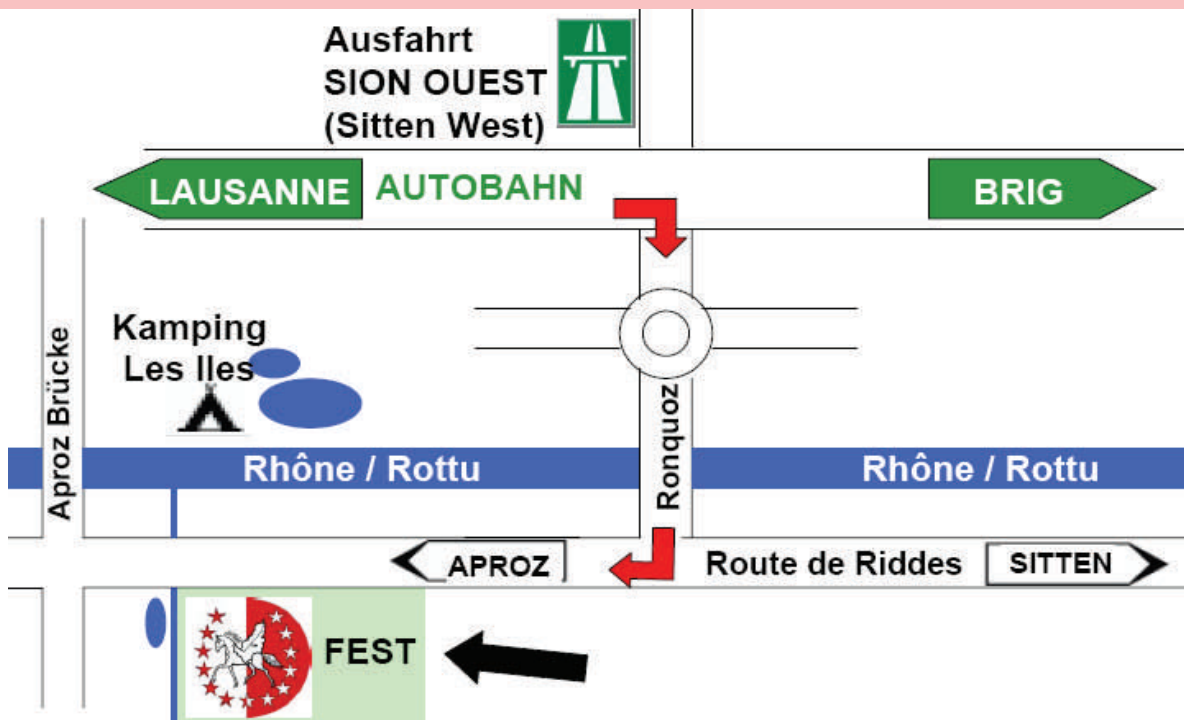 Ausfahrt
SION OUEST
(Sitten West)
LAUSANNE
AUTOBAHN
BRIG
Kamping
Les Iles
Aproz Brücke
Ronquoz
Rhône / Rottu
Rhône / Rottu
APROZ
Route de Riddes
SITTEN
FEST